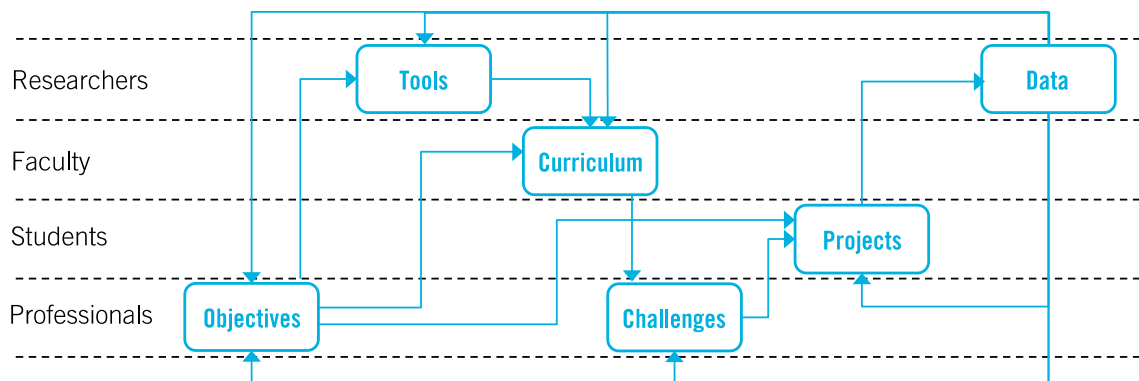 Researchers
Tools
Data
Faculty
Curriculum
Students
Projects
Professionals
Objectives
Challenges